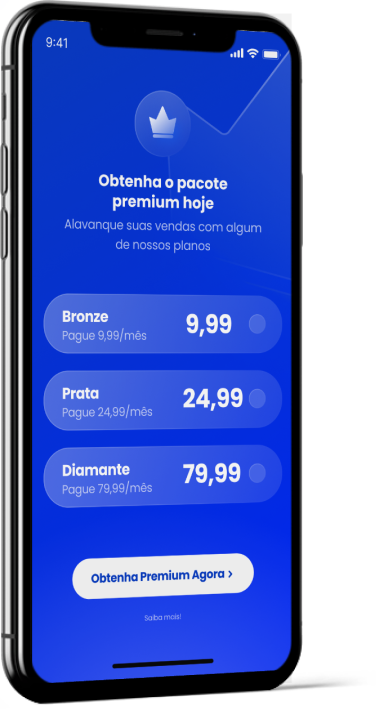 9:41
Obtenha o pacote
premium hoje
Alavanque suas vendas com algum
de nossos planos
Bronze
9,99
Pague 9,99/mês
Prata
24,99
Pague 24,99/mês
Diamante
79,99
Pague 79,99/mês
Obtenha Premium Agora ›
Saiba mais!